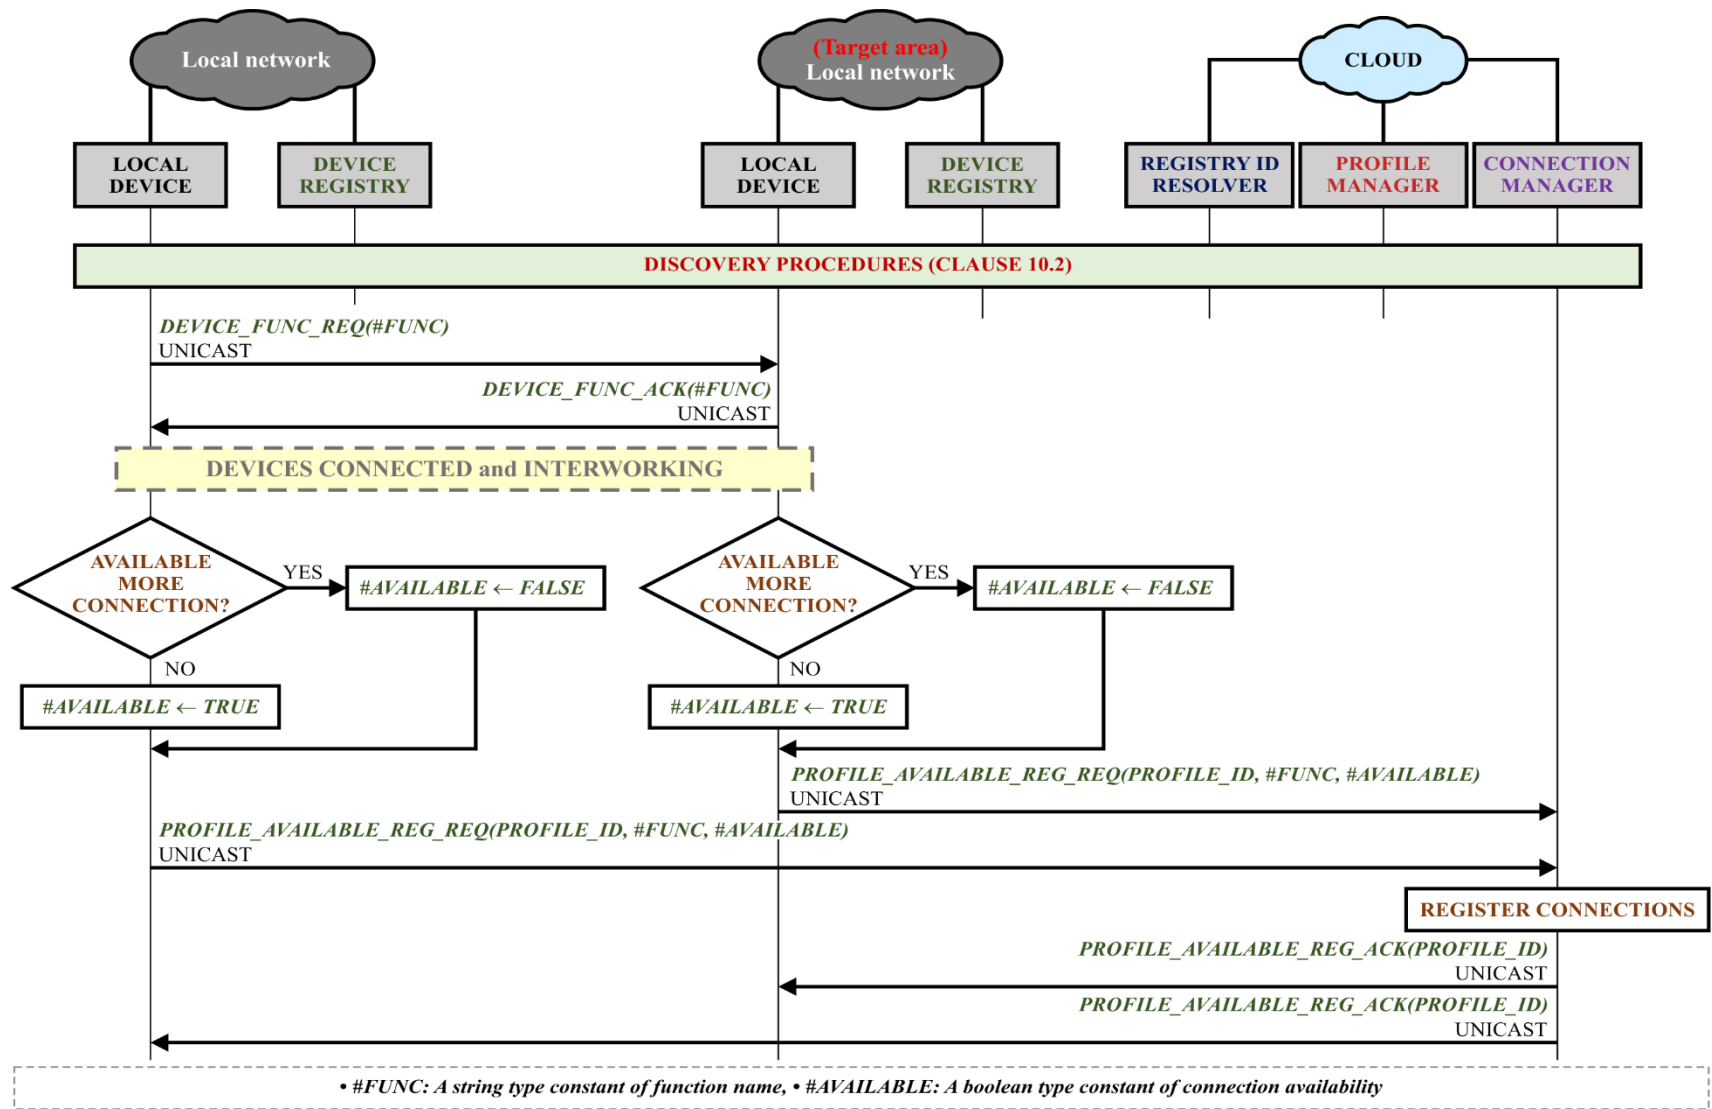 Local network
(Target area)
Local network
CLOUD
LOCAL
DEVICE
DEVICE
REGISTRY
LOCAL
DEVICE
DEVICE
REGISTRY
REGISTRY ID
RESOLVER
PROFILE
MANAGER
CONNECTION
MANAGER
DISCOVERY PROCEDURES (CLAUSE 10.2)
DEVICE_FUNC_REQ(#FUNC)
UNICAST
DEVICE_FUNC_ACK(#FUNC)
UNICAST
DEVICES CONNECTED and INTERWORKING
AVAILABLE
MORE
CONNECTION?
YES
#AVAILABLE ← FALSE
NO
#AVAILABLE ← TRUE
AVAILABLE
MORE
CONNECTION?
YES
#AVAILABLE ← FALSE
NO
#AVAILABLE ← TRUE
PROFILE_AVAILABLE_REG_REQ(PROFILE_ID, #FUNC, #AVAILABLE)
UNICAST
PROFILE_AVAILABLE_REG_REQ(PROFILE_ID, #FUNC, #AVAILABLE)
UNICAST
REGISTER CONNECTIONS
PROFILE_AVAILABLE_REG_ACK(PROFILE_ID)
UNICAST
PROFILE_AVAILABLE_REG_ACK(PROFILE_ID)
UNICAST
• #FUNC: A string type constant of function name, • #AVAILABLE: A boolean type constant of connection availability